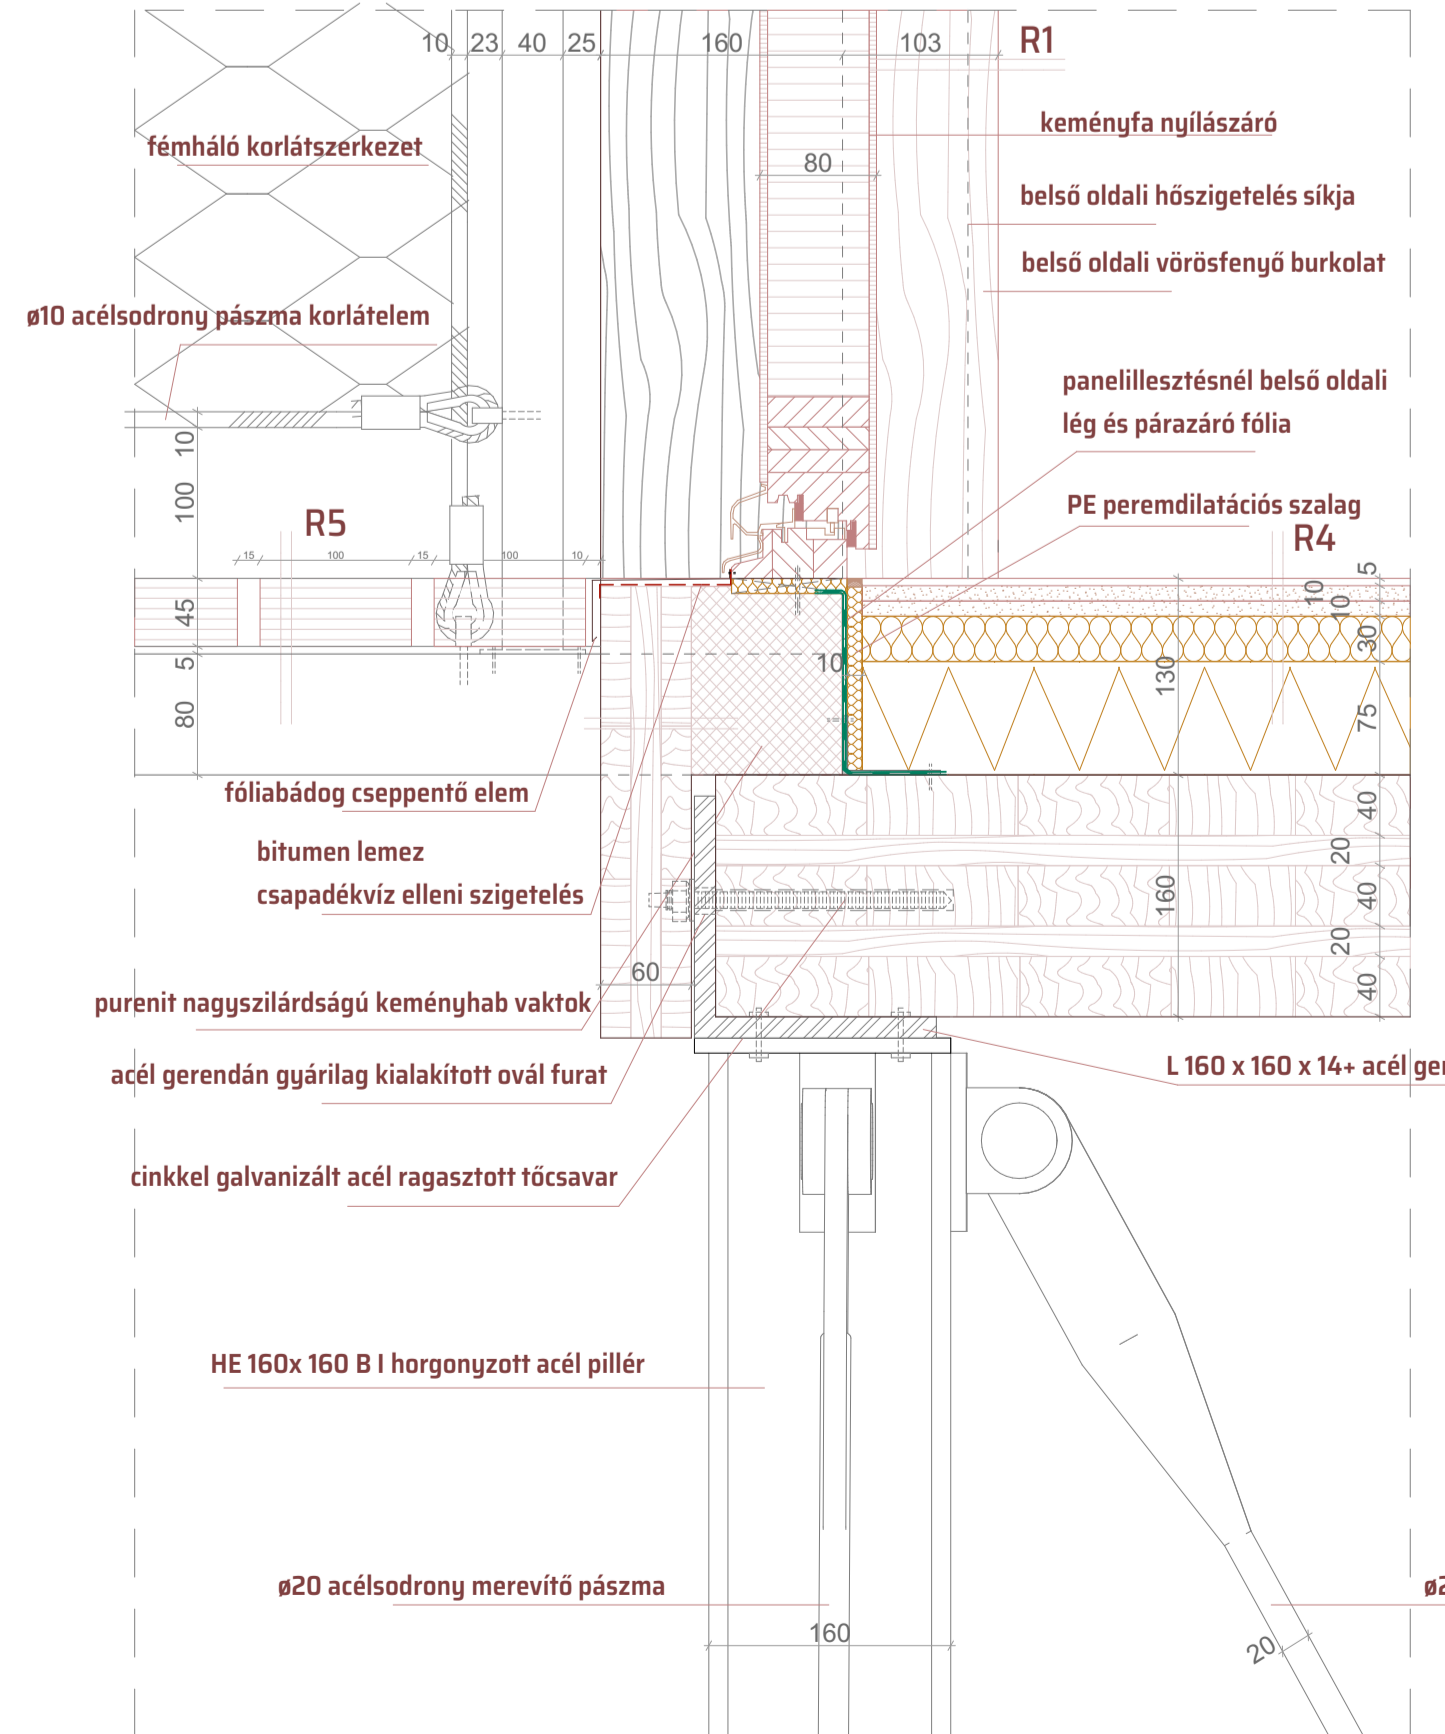 10 23 40 25 160 103 R1
keményfa nyílászáró
fémháló korlátszerkezet
80
belső oldali hőszigetelés síkja
belső oldali vörösfenyő burkolat
ø10 acélsodrony pászma korlátelem
panelillesztésnél belső oldali
lég és párazáró fólia
10
100
PE peremdilatációs szalag
R5
R4
15 100 15 100 10
5
10
10
45
30
5
10
130
80
75
fóliabádog cseppentő elem
40
bitumen lemez
20
csapadékvíz elleni szigetelés
160
40
20
60
40
purenit nagyszilárdságú keményhab vaktok
acél gerendán gyárilag kialakított ovál furat
L 160 x 160 x 14+ acél ger
cinkkel galvanizált acél ragasztott tőcsavar
HE 160x 160 B I horgonyzott acél pillér
ø20 acélsodrony merevítő pászma
ø2
160
20